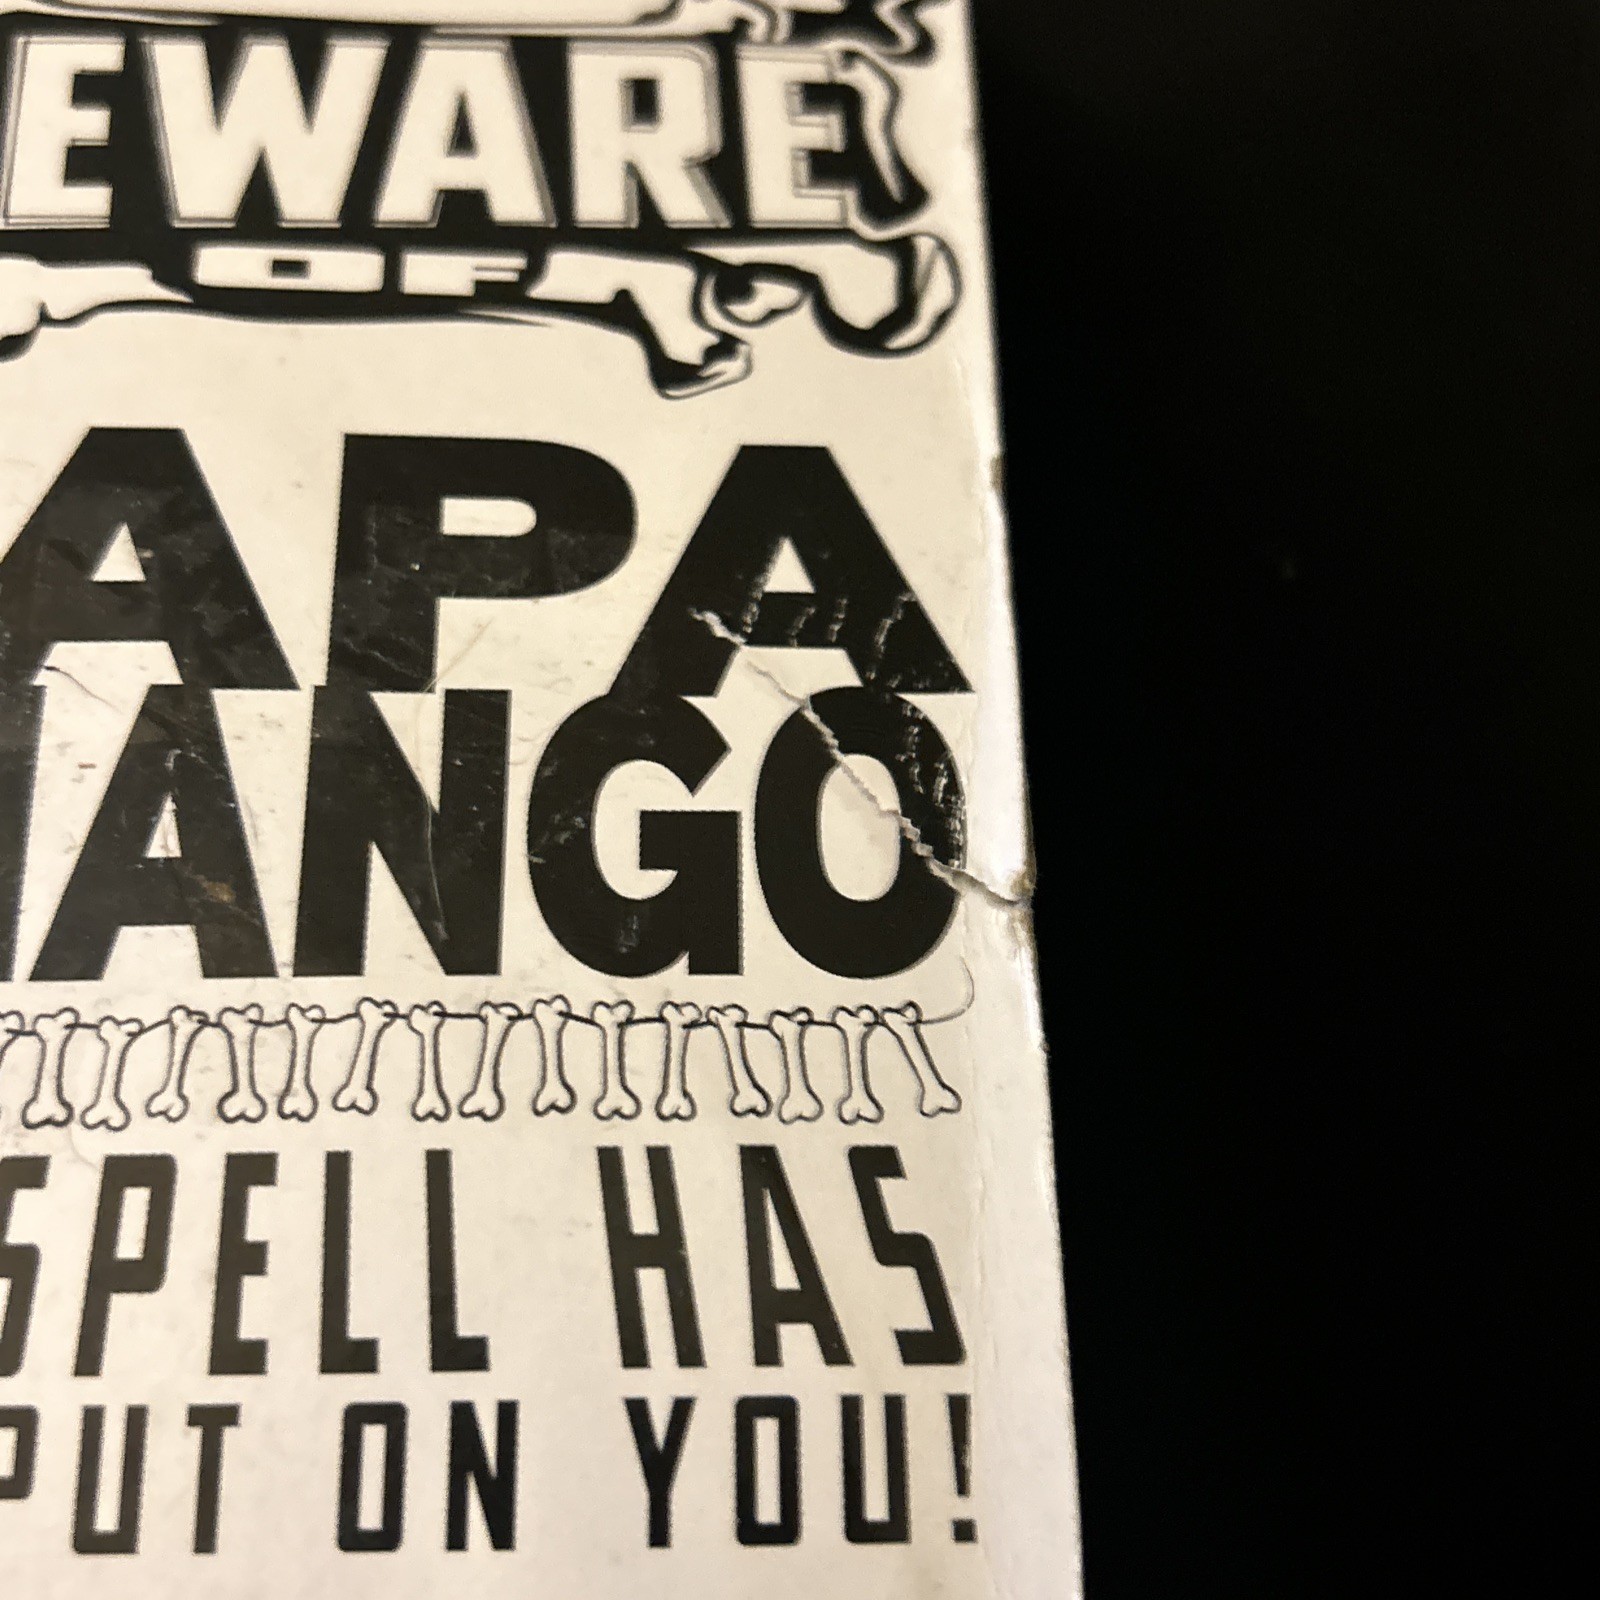 EWARE
OF
APA
ANGO
SPELL HAS
PUT ON YOU!